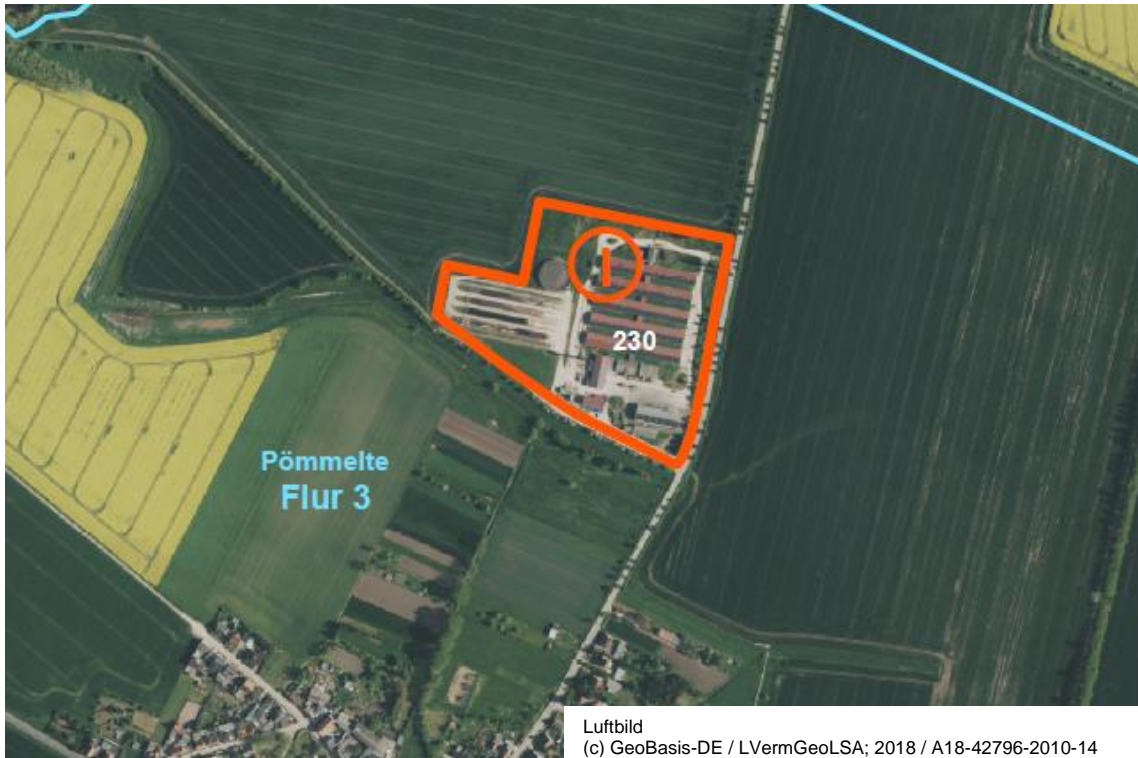 I
230
Pömmelte
Flur 3
Luftbild
(c) GeoBasis-DE / LVermGeoLSA; 2018 / A18-42796-2010-14